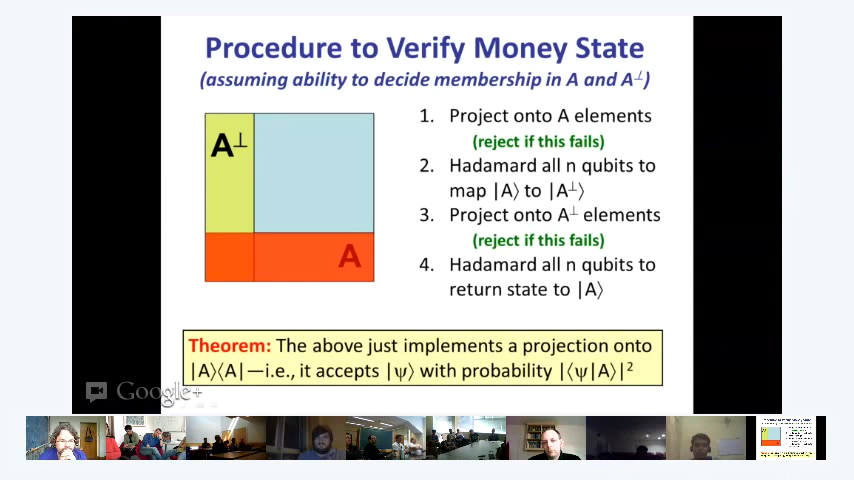 Procedure to Verify Money State
(assuming ability to decide membership in A and A⊥)
A⊥
A
1. Project onto A elements
(reject if this fails)
2. Hadamard all n qubits to
map |A⟩ to |A⊥⟩
3. Project onto A⊥ elements
(reject if this fails)
4. Hadamard all n qubits to
return state to |A⟩
Theorem: The above just implements a projection onto
|A⟩⟨A|—i.e., it accepts |ψ⟩ with probability |⟨ψ|A⟩|²
Google+